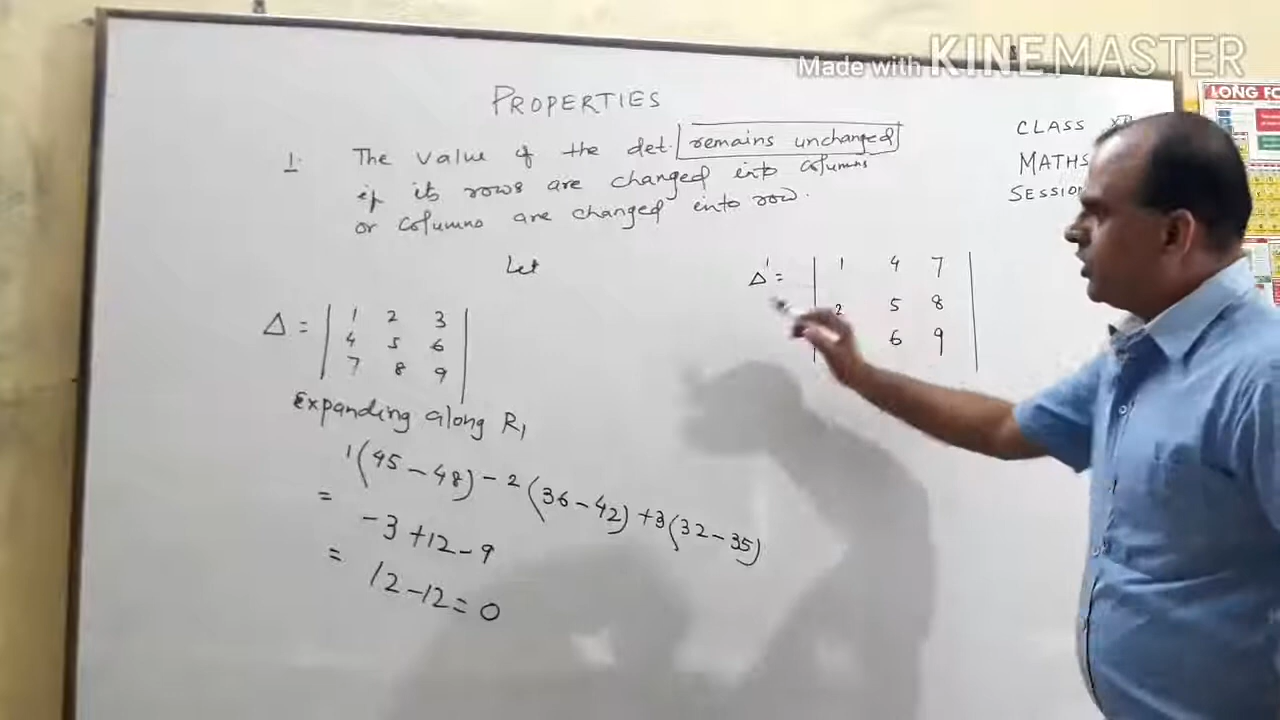 Made with KINEMASTER
PROPERTIES
1. The value of the det. remains unchanged
if its rows are changed into columns
or columns are changed into row.
CLASS
MATHS
SESSION
LONG FO
Let
Δ = | 1 2 3 |
4 5 6
7 8 9
Expanding along R1
1(45-48)-2(36-42)+3(32-35)
= -3+12-9
= 12-12=0
Δ' = | 1 4 7 |
2 5 8
6 9